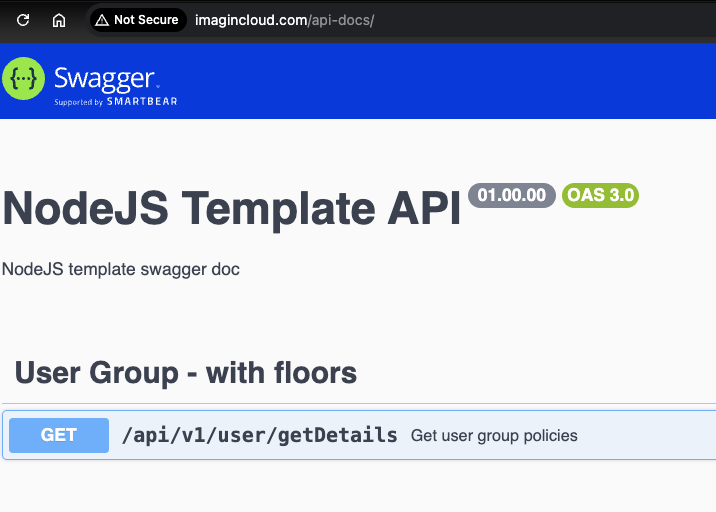 Not Secure imagincloud.com/api-docs/
{···} Swagger.
Supported by SMARTBEAR
NodeJS Template API 01.00.00 OAS 3.0
NodeJS template swagger doc
User Group - with floors
GET /api/v1/user/getDetails Get user group policies